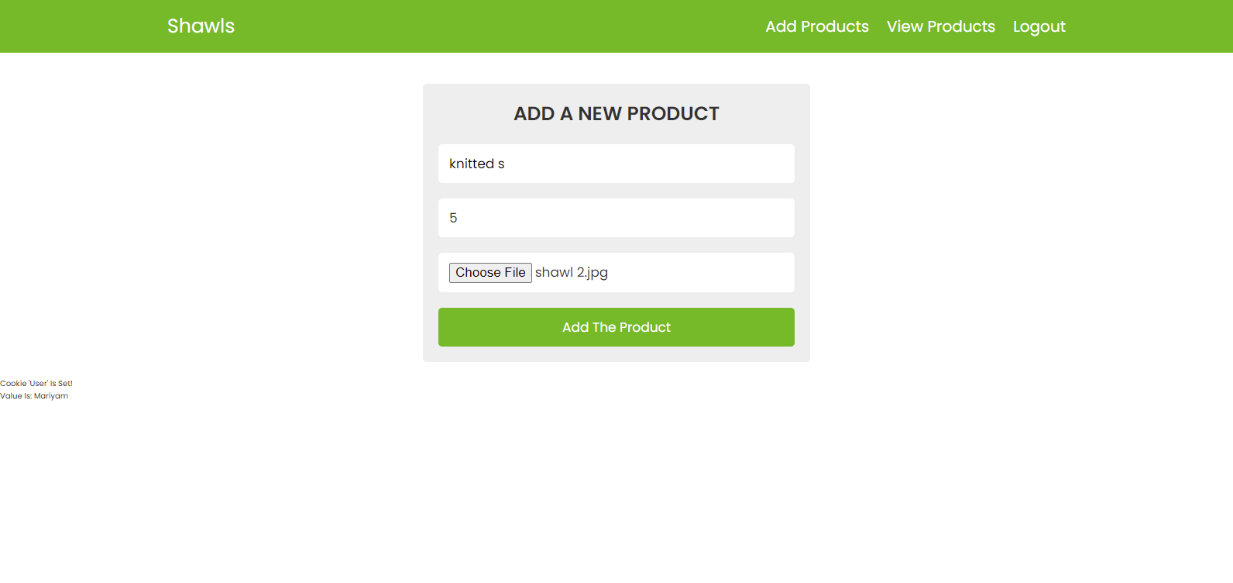 Shawls Add Products View Products Logout
ADD A NEW PRODUCT
knitted s
5
Choose File shawl 2.jpg
Add The Product
Cookie 'User' Is Set!
Value Is: Mariyam